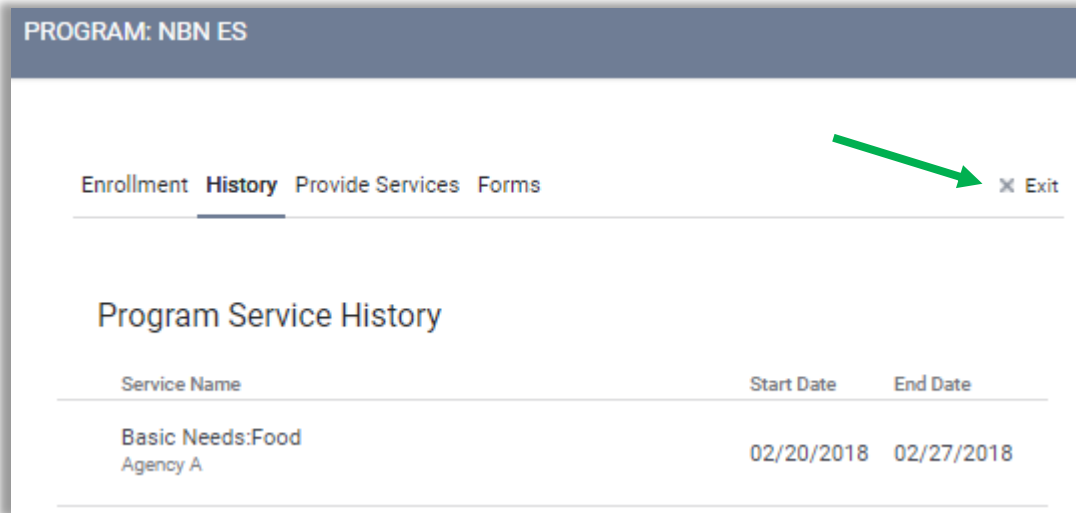 PROGRAM: NBN ES
Enrollment History Provide Services Forms × Exit
Program Service History
Service Name Start Date End Date
Basic Needs:Food 02/20/2018 02/27/2018
Agency A